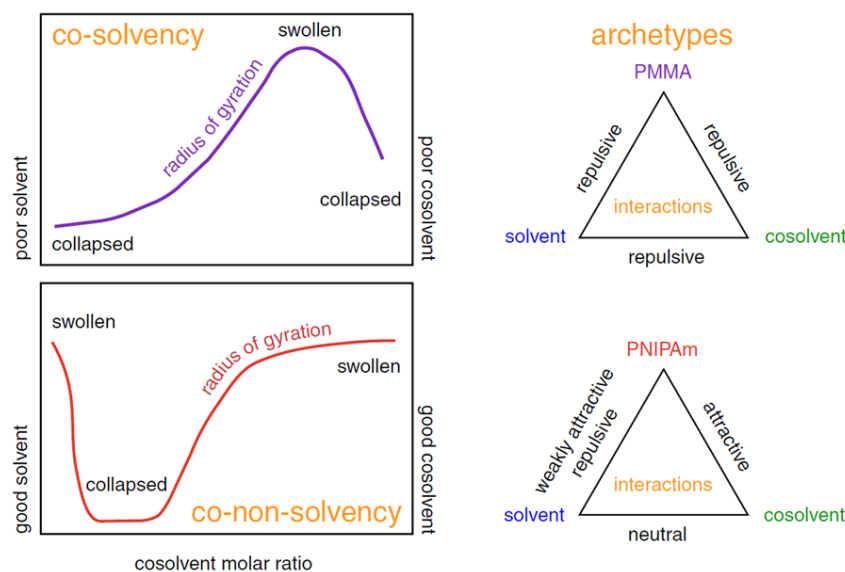 co-solvency
swollen
radius of gyration
collapsed
collapsed
poor solvent
poor cosolvent
archetypes
PMMA
repulsive
repulsive
interactions
solvent
cosolvent
repulsive
swollen
radius of gyration
swollen
collapsed
co-non-solvency
good solvent
good cosolvent
cosolvent molar ratio
PNIPAm
weakly attractive
repulsive
attractive
interactions
solvent
cosolvent
neutral